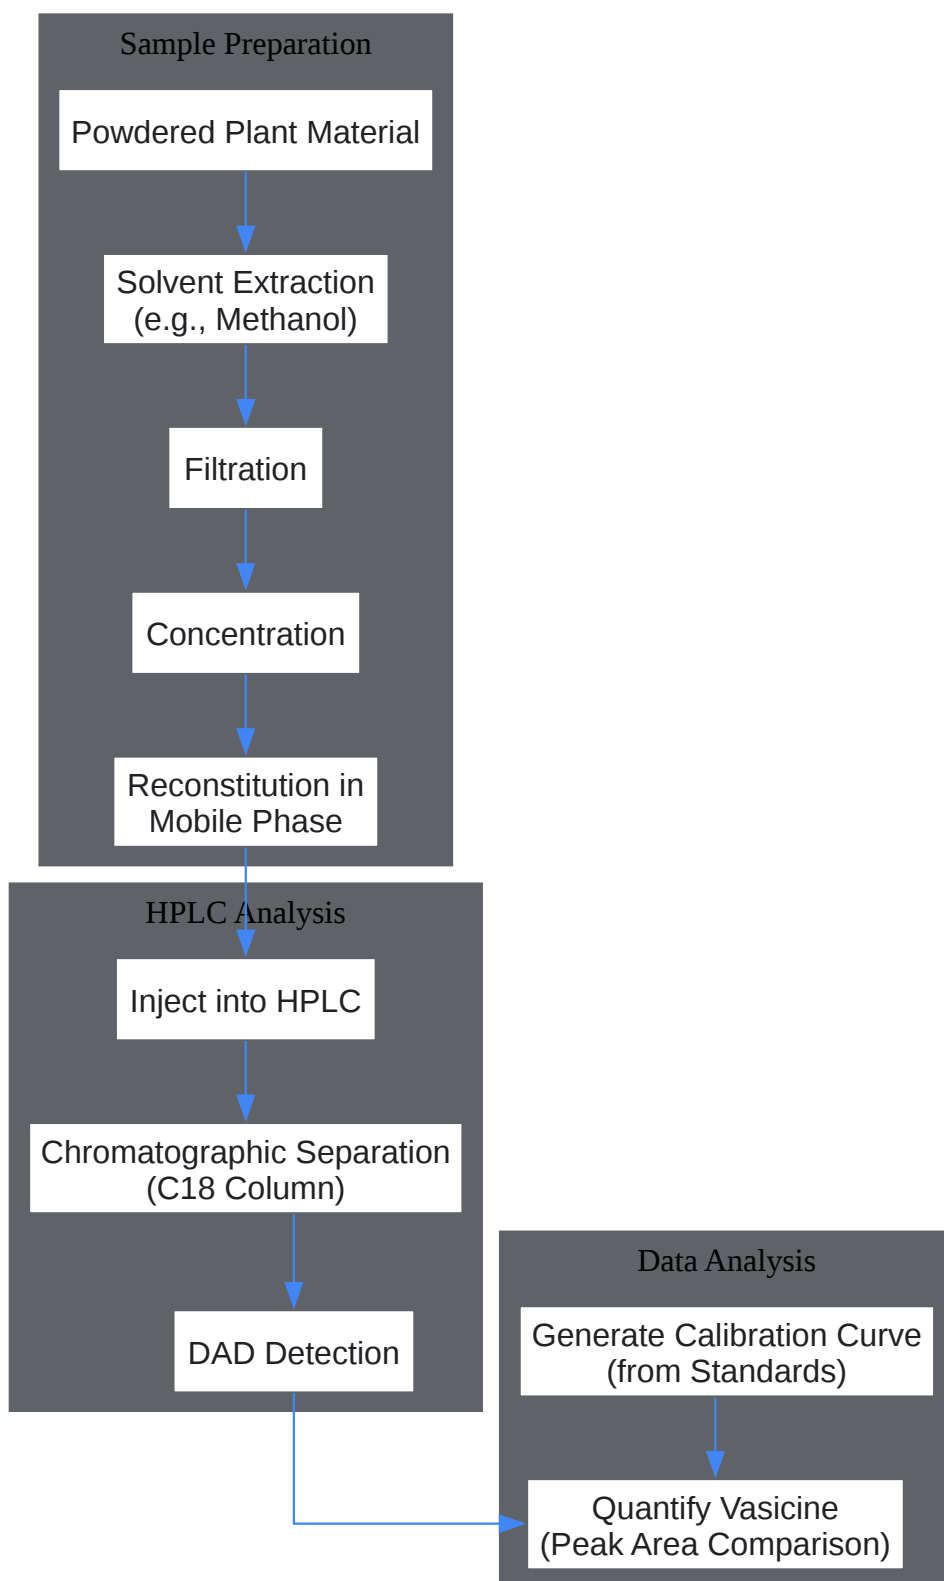 Sample Preparation
Powdered Plant Material
Solvent Extraction
(e.g., Methanol)
Filtration
Concentration
Reconstitution in
Mobile Phase
HPLC Analysis
Inject into HPLC
Chromatographic Separation
(C18 Column)
DAD Detection
Data Analysis
Generate Calibration Curve
(from Standards)
Quantify Vasicine
(Peak Area Comparison)